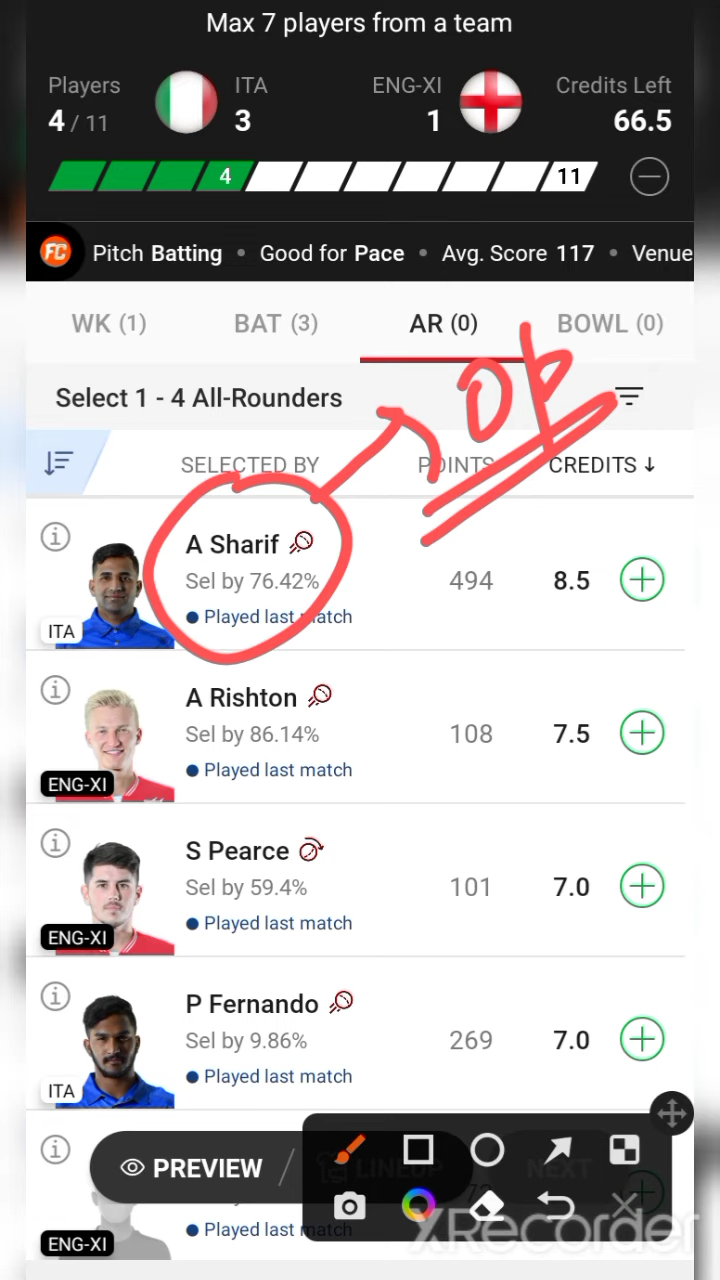 Max 7 players from a team
Players ITA ENG-XI Credits Left
4 / 11 3 1 66.5
4 11
FC Pitch Batting • Good for Pace • Avg. Score 117 • Venue
WK (1) BAT (3) AR (0) BOWL (0)
Select 1 - 4 All-Rounders
SELECTED BY POINTS CREDITS ↓
A Sharif
Sel by 76.42% 494 8.5
Played last match
ITA
A Rishton
Sel by 86.14% 108 7.5
Played last match
ENG-XI
S Pearce
Sel by 59.4% 101 7.0
Played last match
ENG-XI
P Fernando
Sel by 9.86% 269 7.0
Played last match
ITA
PREVIEW LINEUP NEXT
Played last match
ENG-XI
XRecorder